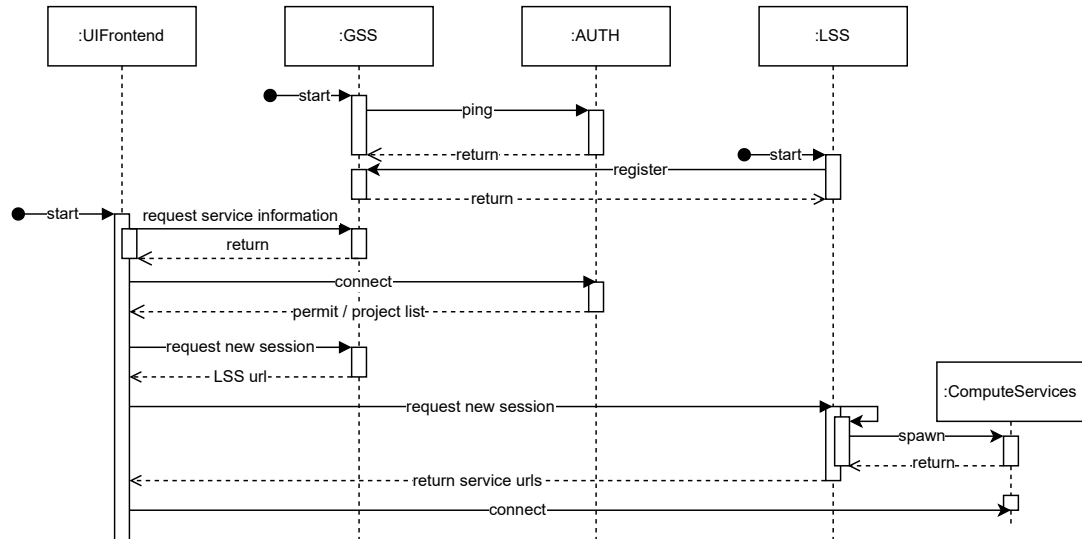 :UIFrontend
:GSS
:AUTH
:LSS
start
ping
return
start
register
return
start
request service information
return
connect
permit / project list
request new session
LSS url
:ComputeServices
request new session
spawn
return
return service urls
connect